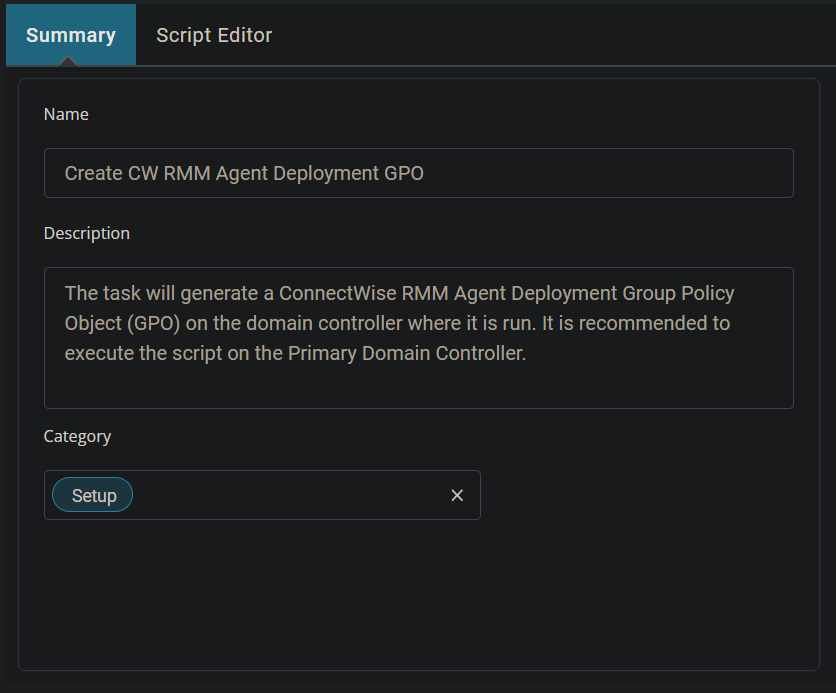 Summary
Script Editor
Name
Create CW RMM Agent Deployment GPO
Description
The task will generate a ConnectWise RMM Agent Deployment Group Policy
Object (GPO) on the domain controller where it is run. It is recommended to
execute the script on the Primary Domain Controller.
Category
Setup